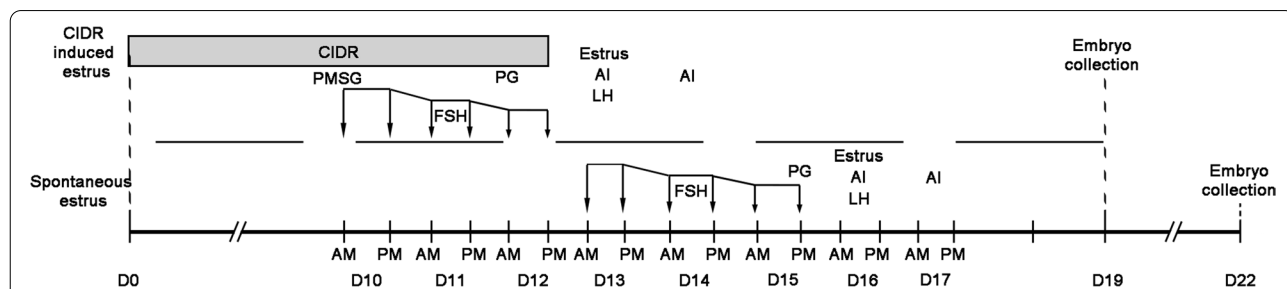 CIDR
induced
estrus
CIDR
PMSG
PG
Estrus
AI
LH
AI
Embryo
collection
FSH
Spontaneous
estrus
FSH
PG
Estrus
AI
LH
AI
Embryo
collection
AM PM AM PM AM PM AM PM AM PM AM PM AM PM AM PM
D0 D10 D11 D12 D13 D14 D15 D16 D17 D19 D22